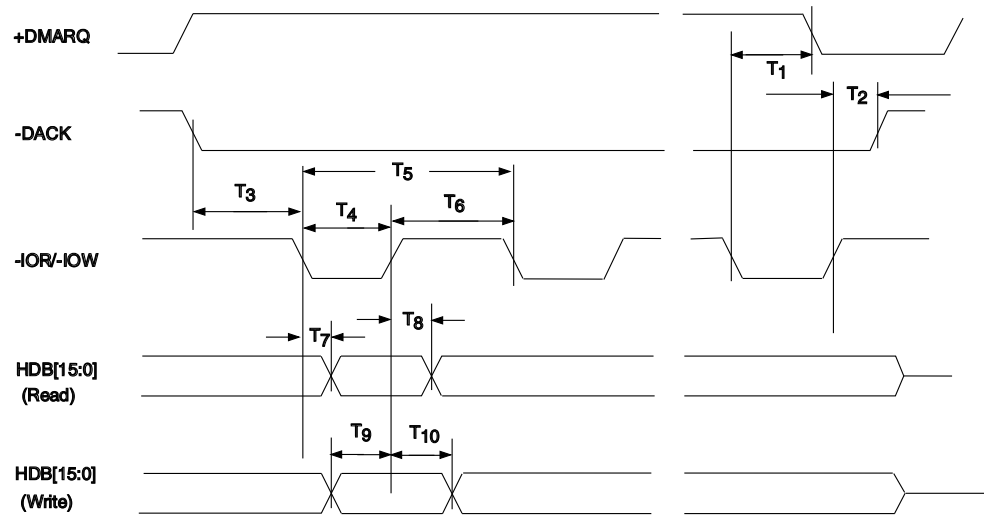 +DMARQ
T1
T2
-DACK
T5
T3
T4
T6
-IOR/-IOW
T7
T8
HDB[15:0]
(Read)
T9
T10
HDB[15:0]
(Write)